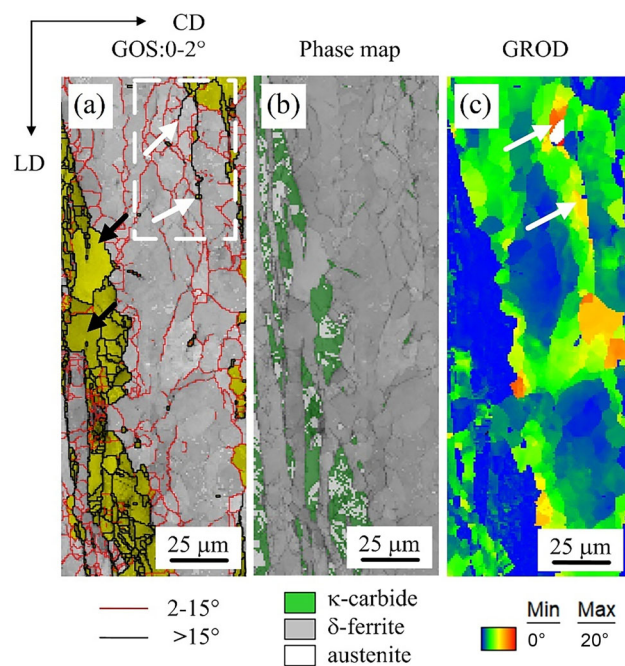 CD
GOS:0-2° Phase map GROD
(a) (b) (c)
LD
25 μm 25 μm 25 μm
2-15° κ-carbide Min Max
>15° δ-ferrite 0° 20°
austenite